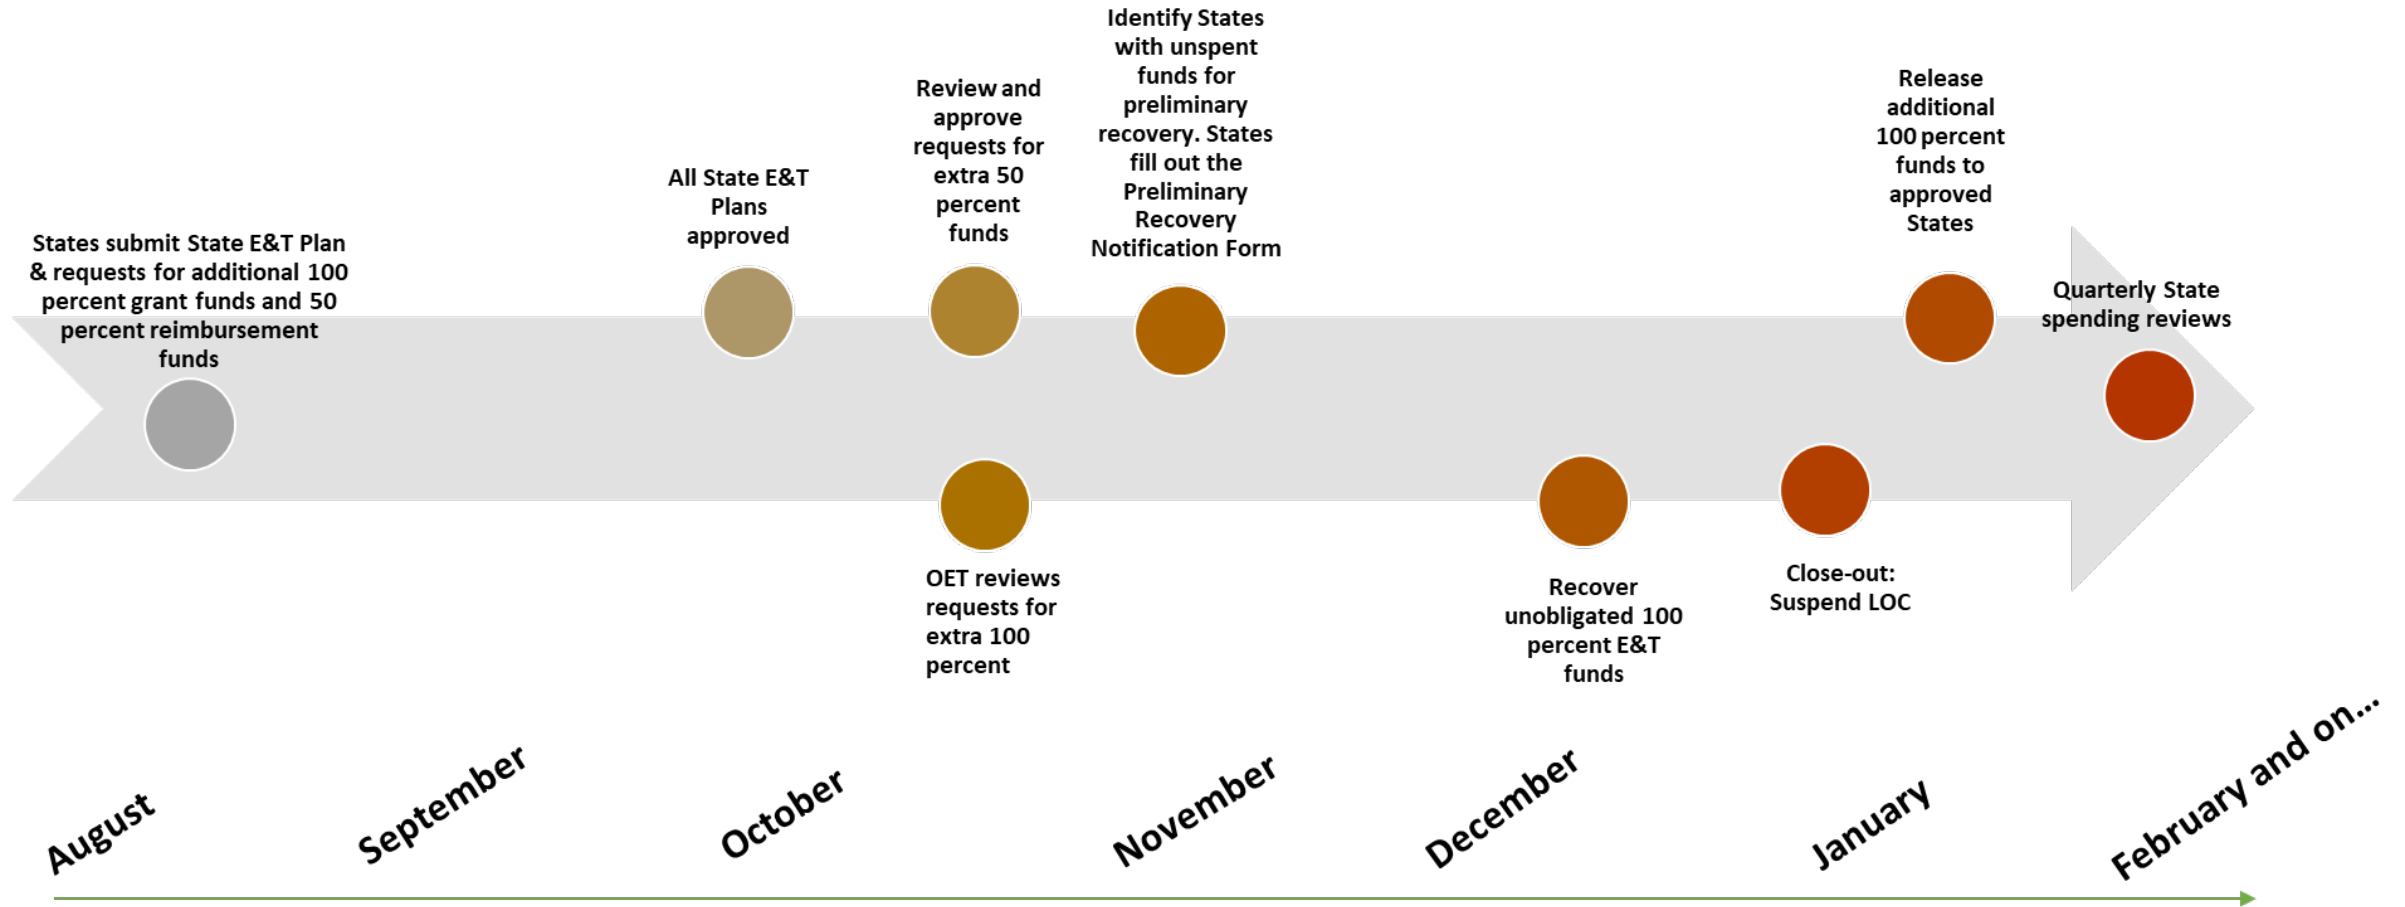 States submit State E&T Plan
& requests for additional 100
percent grant funds and 50
percent reimbursement
funds
All State E&T
Plans
approved
Review and
approve
requests for
extra 50
percent
funds
OET reviews
requests for
extra 100
percent
Identify States
with unspent
funds for
preliminary
recovery. States
fill out the
Preliminary
Recovery
Notification Form
Recover
unobligated 100
percent E&T
funds
Close-out:
Suspend LOC
Release
additional
100 percent
funds to
approved
States
Quarterly State
spending reviews
August
September
October
November
December
January
February and on...